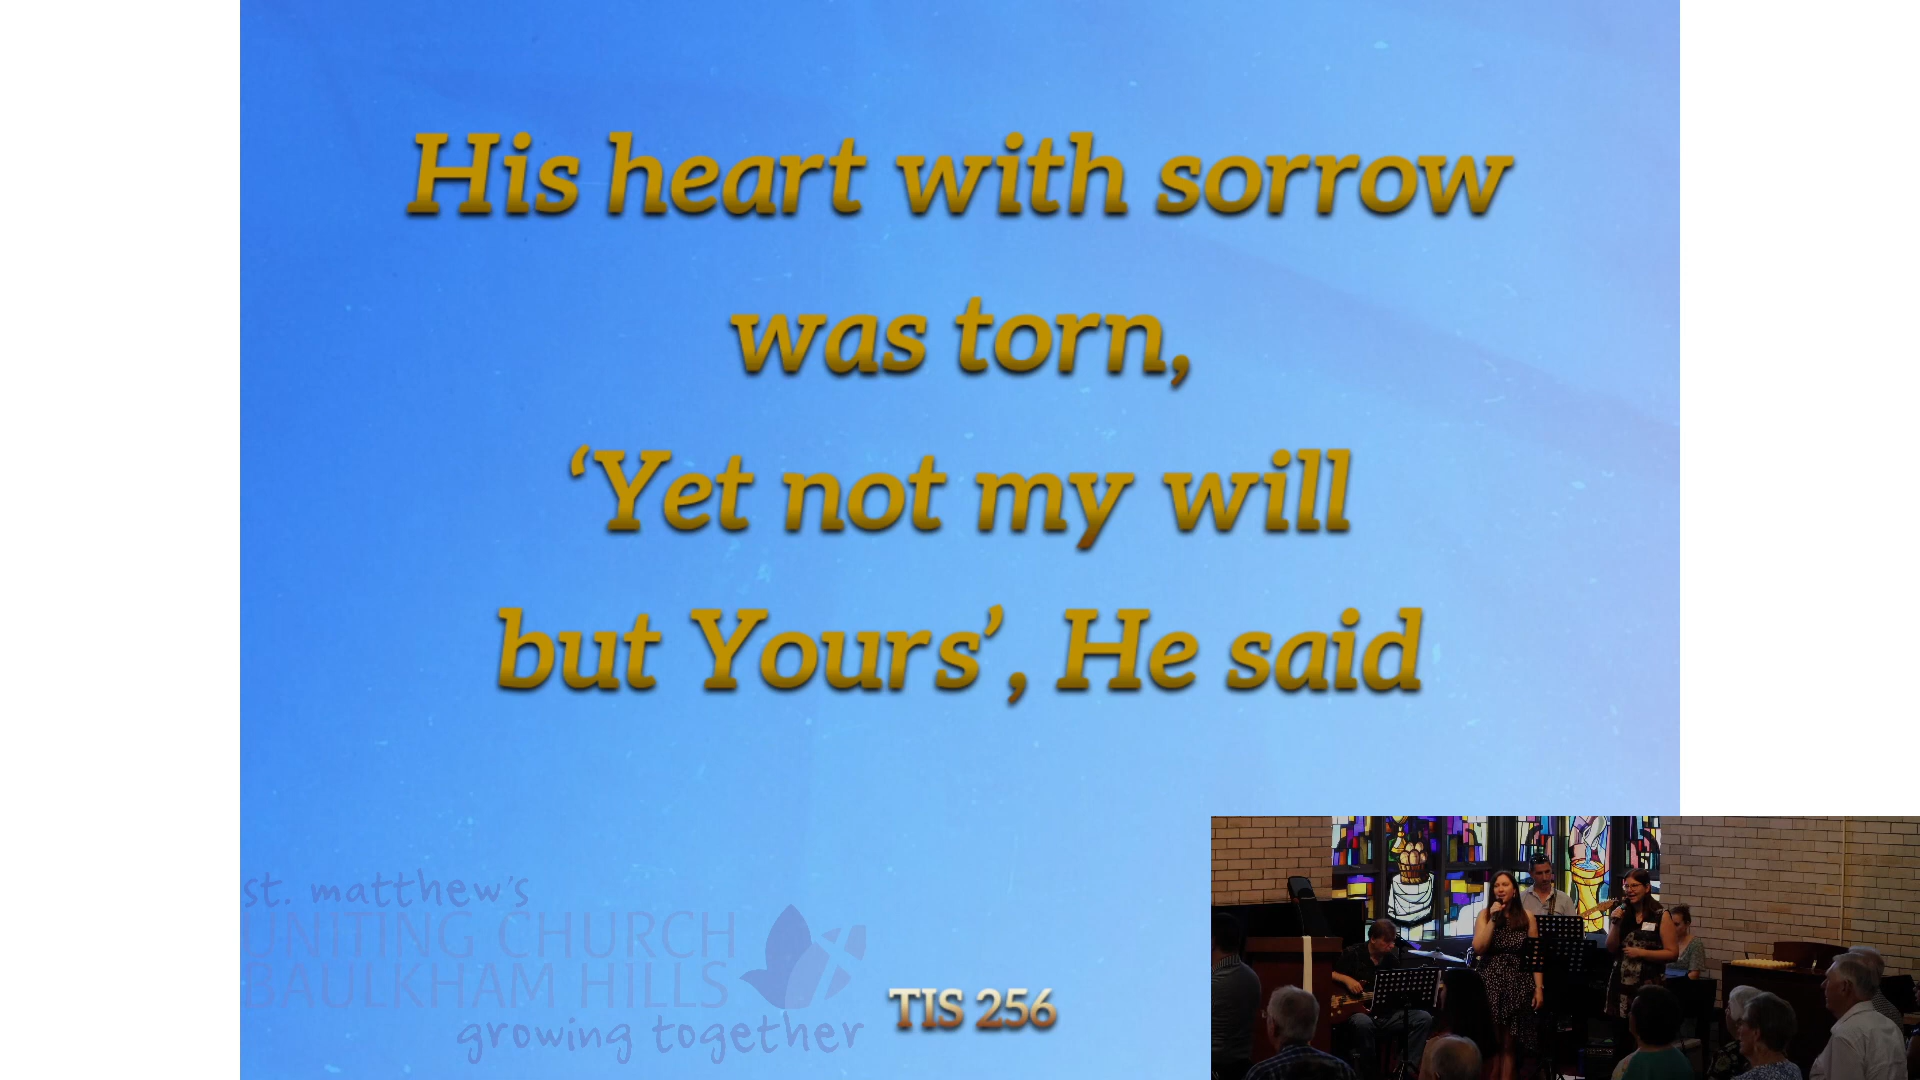 His heart with sorrow
was torn,
‘Yet not my will
but Yours’, He said
st. matthew's
UNITING CHURCH
BAULKHAM HILLS
growing together
TIS 256